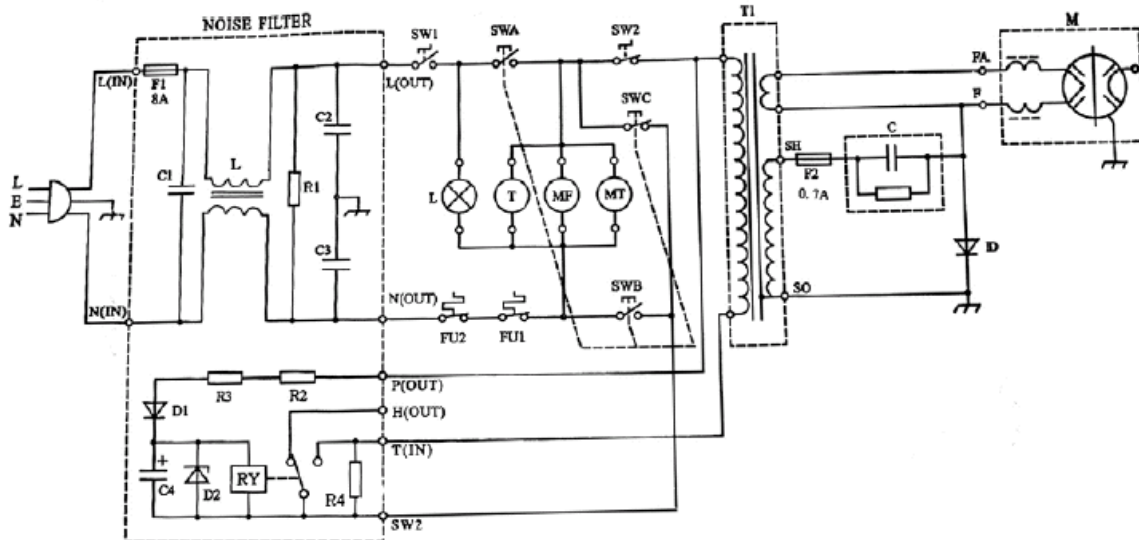 NOISE FILTER
T1
M
SW1
SWA
SW2
L(IN)
F1
8A
L(OUT)
FA
F
C2
SWC
SH
C
L
C1
R1
F2
0.7A
L
E
N
L
T
MF
MT
C3
D
SWB
SO
N(IN)
N(OUT)
FU2
FU1
R3
R2
P(OUT)
D1
H(OUT)
T(IN)
+
C4
D2
RY
R4
SW2